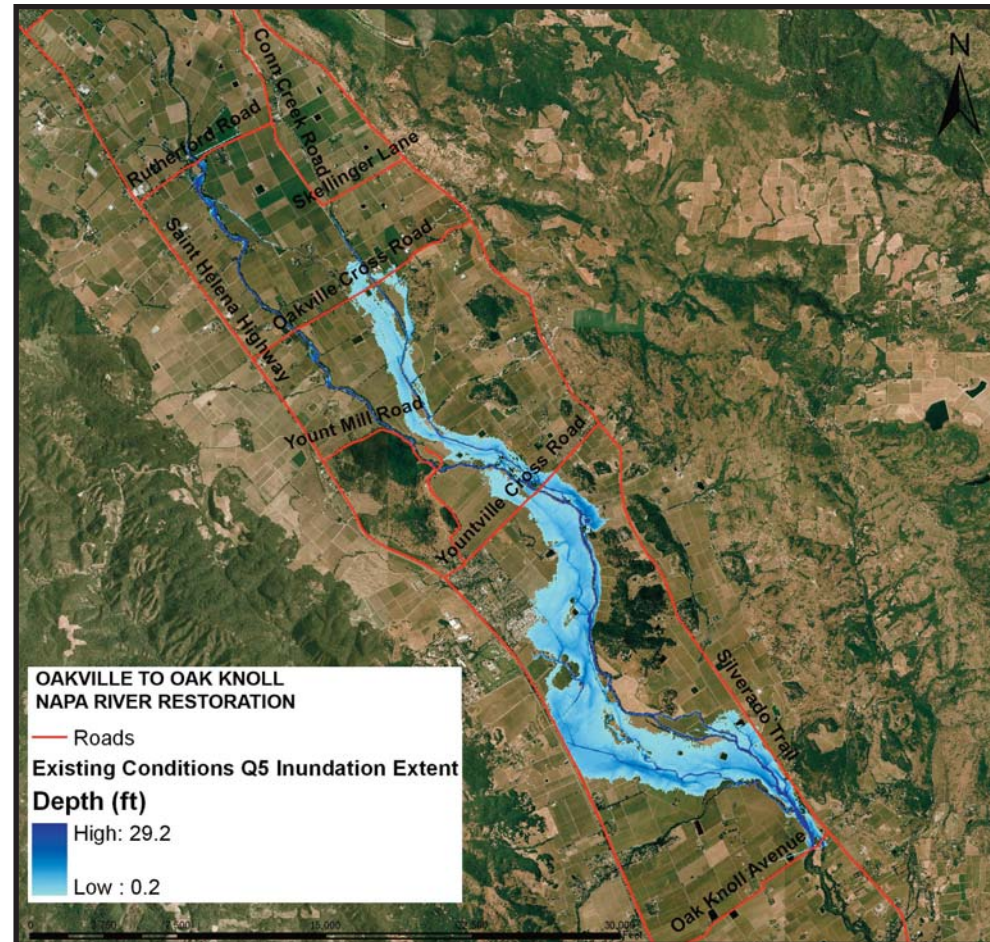 N
Conn Creek Road
Rutherford Road
Skellinger Lane
Saint Helena Highway
Oakville Cross Road
Yount Mill Road
Yountville Cross Road
Silverado Trail
Oak Knoll Avenue
OAKVILLE TO OAK KNOLL
NAPA RIVER RESTORATION
Roads
Existing Conditions Q5 Inundation Extent
Depth (ft)
High: 29.2
Low : 0.2
0
15,000